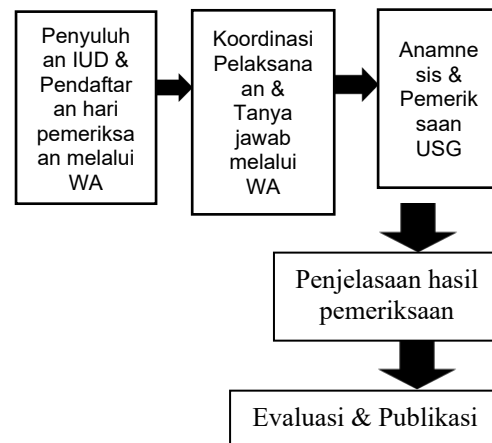 Penyuluh
an IUD &
Pendaftar
an hari
pemeriksa
an melalui
WA
Koordinasi
Pelaksana
an &
Tanya
jawab
melalui
WA
Anamne
sis &
Pemerik
saan
USG
Penjelasaan hasil
pemeriksaan
Evaluasi & Publikasi